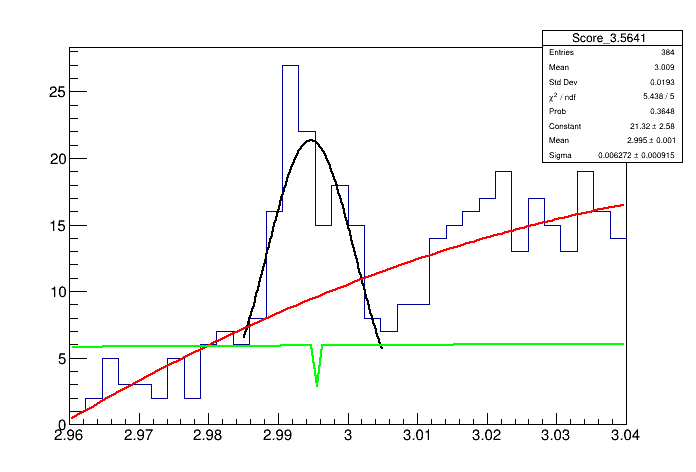 Score_3.5641
Entries 384
Mean 3.009
Std Dev 0.0193
χ² / ndf 5.438 / 5
Prob 0.3648
Constant 21.32 ± 2.58
Mean 2.995 ± 0.001
Sigma 0.006272 ± 0.000915
25
20
15
10
5
0
2.96 2.97 2.98 2.99 3 3.01 3.02 3.03 3.04